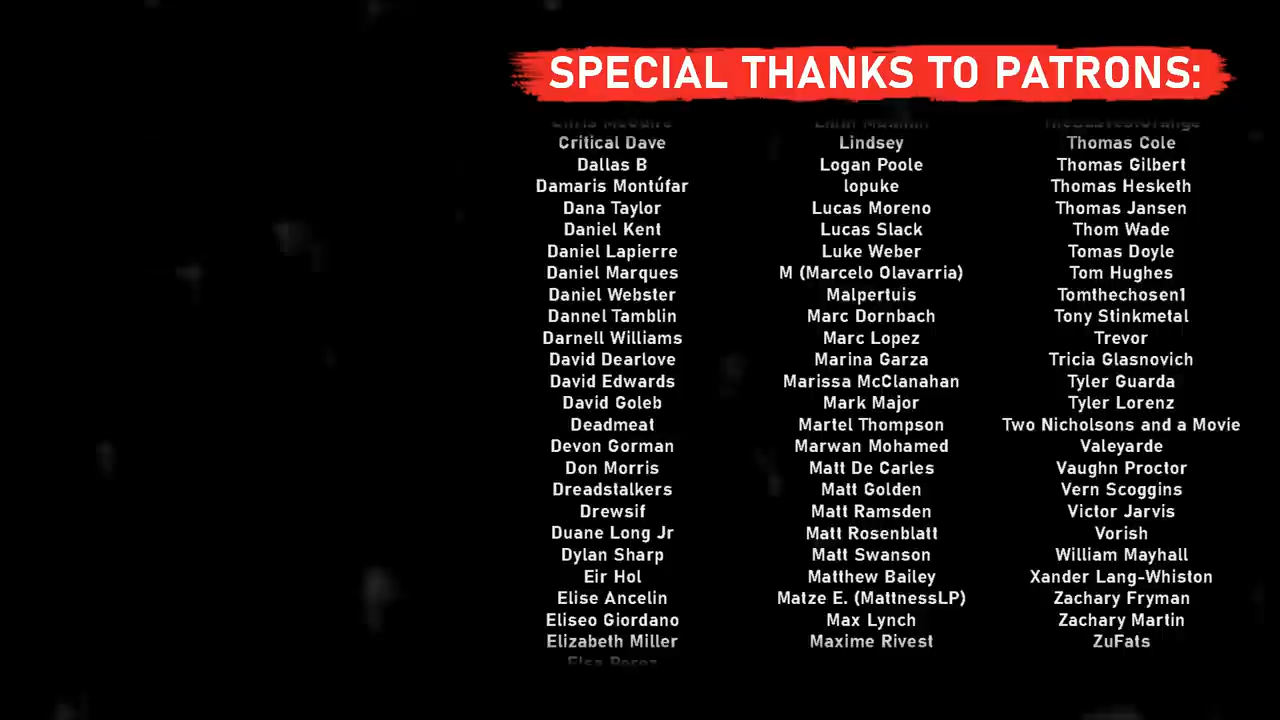 SPECIAL THANKS TO PATRONS:
Critical Dave
Dallas B
Damaris Montúfar
Dana Taylor
Daniel Kent
Daniel Lapierre
Daniel Marques
Daniel Webster
Dannel Tamblin
Darnell Williams
David Dearlove
David Edwards
David Goleb
Deadmeat
Devon Gorman
Don Morris
Dreadstalkers
Drewsif
Duane Long Jr
Dylan Sharp
Eir Hol
Elise Ancelin
Eliseo Giordano
Elizabeth Miller
Elsa Perez
Lindsey
Logan Poole
lopuke
Lucas Moreno
Lucas Slack
Luke Weber
M (Marcelo Olavarria)
Malpertuis
Marc Dornbach
Marc Lopez
Marina Garza
Marissa McClanahan
Mark Major
Martel Thompson
Marwan Mohamed
Matt De Carles
Matt Golden
Matt Ramsden
Matt Rosenblatt
Matt Swanson
Matthew Bailey
Matze E. (MattnessLP)
Max Lynch
Maxime Rivest
Thomas Cole
Thomas Gilbert
Thomas Hesketh
Thomas Jansen
Thom Wade
Tomas Doyle
Tom Hughes
Tomthechosen1
Tony Stinkmetal
Trevor
Tricia Glasnovich
Tyler Guarda
Tyler Lorenz
Two Nicholsons and a Movie
Valeyarde
Vaughn Proctor
Vern Scoggins
Victor Jarvis
Vorish
William Mayhall
Xander Lang-Whiston
Zachary Fryman
Zachary Martin
ZuFats